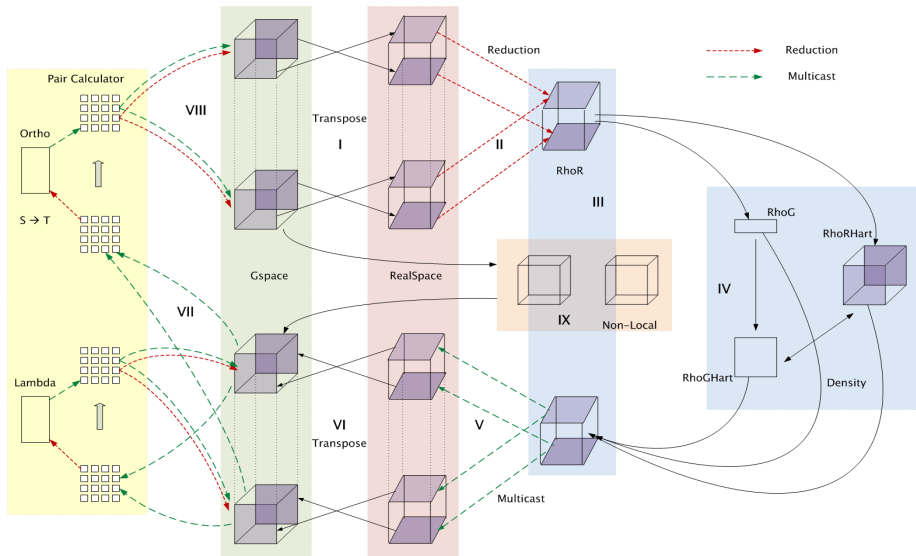 Reduction
Multicast
Reduction
Pair Calculator
VIII
Ortho
Transpose
I
II
RhoR
S → T
III
RhoG
RhoRHart
Gspace
RealSpace
IV
VII
IX
Non-Local
Lambda
RhoGHart
Density
VI
V
Transpose
Multicast